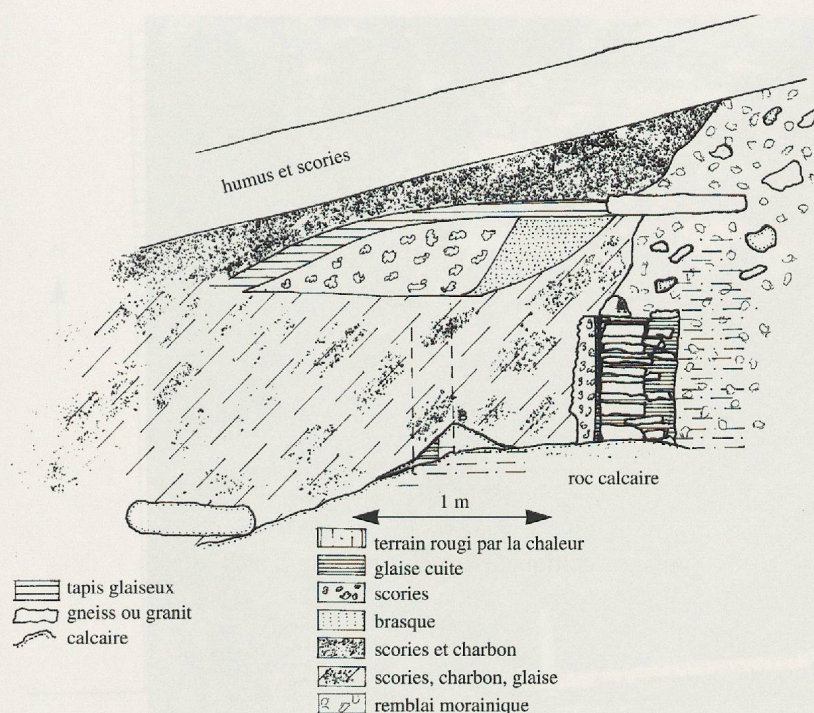 humus et scories
B
roc calcaire
1 m
terrain rougi par la chaleur
glaise cuite
scories
brasque
scories et charbon
scories, charbon, glaise
remblai morainique
tapis glaiseux
gneiss ou granit
calcaire